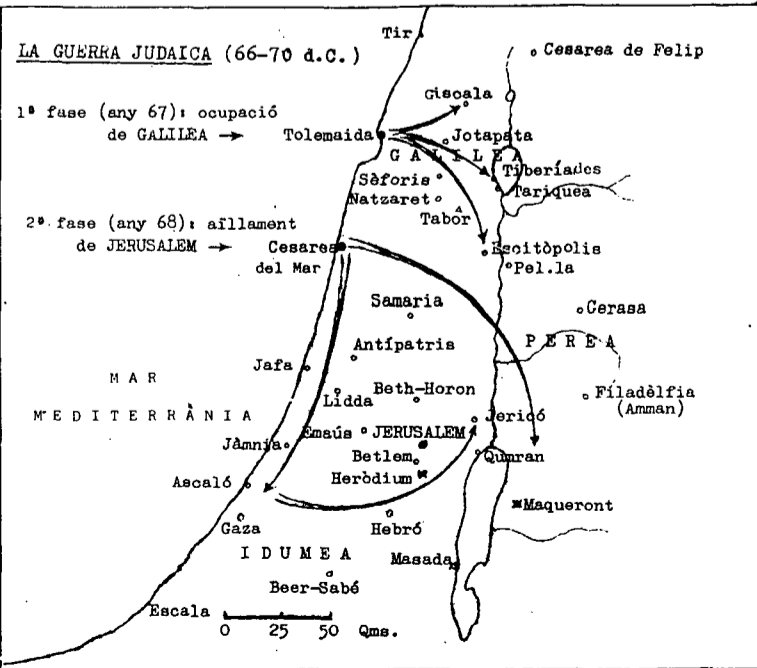 Tir
LA GUERRA JUDAICA (66-70 d.C.)
Cesarea de Felip
Giscala
1ª fase (any 67): ocupació
de GALILEA → Tolemaida
Jotapata
GALILEA
Tiberíades
Sèforis
Tariquea
Natzaret
Tabor
2ª fase (any 68): aïllament
de JERUSALEM → Cesarea
del Mar
Escitòpolis
Pel.la
Samaria
Cerasa
PEREA
Antípatris
Jafa
MAR
MEDITERRÀNIA
Lidda
Beth-Horon
Filadèlfia
(Amman)
Jericó
Emaús
JERUSALEM
Jàmnia
Betlem
Qumran
Heròdium
Ascaló
Maqueront
Gaza
Hebró
IDUMEA
Masada
Beer-Sabé
Escala
0 25 50 Qms.